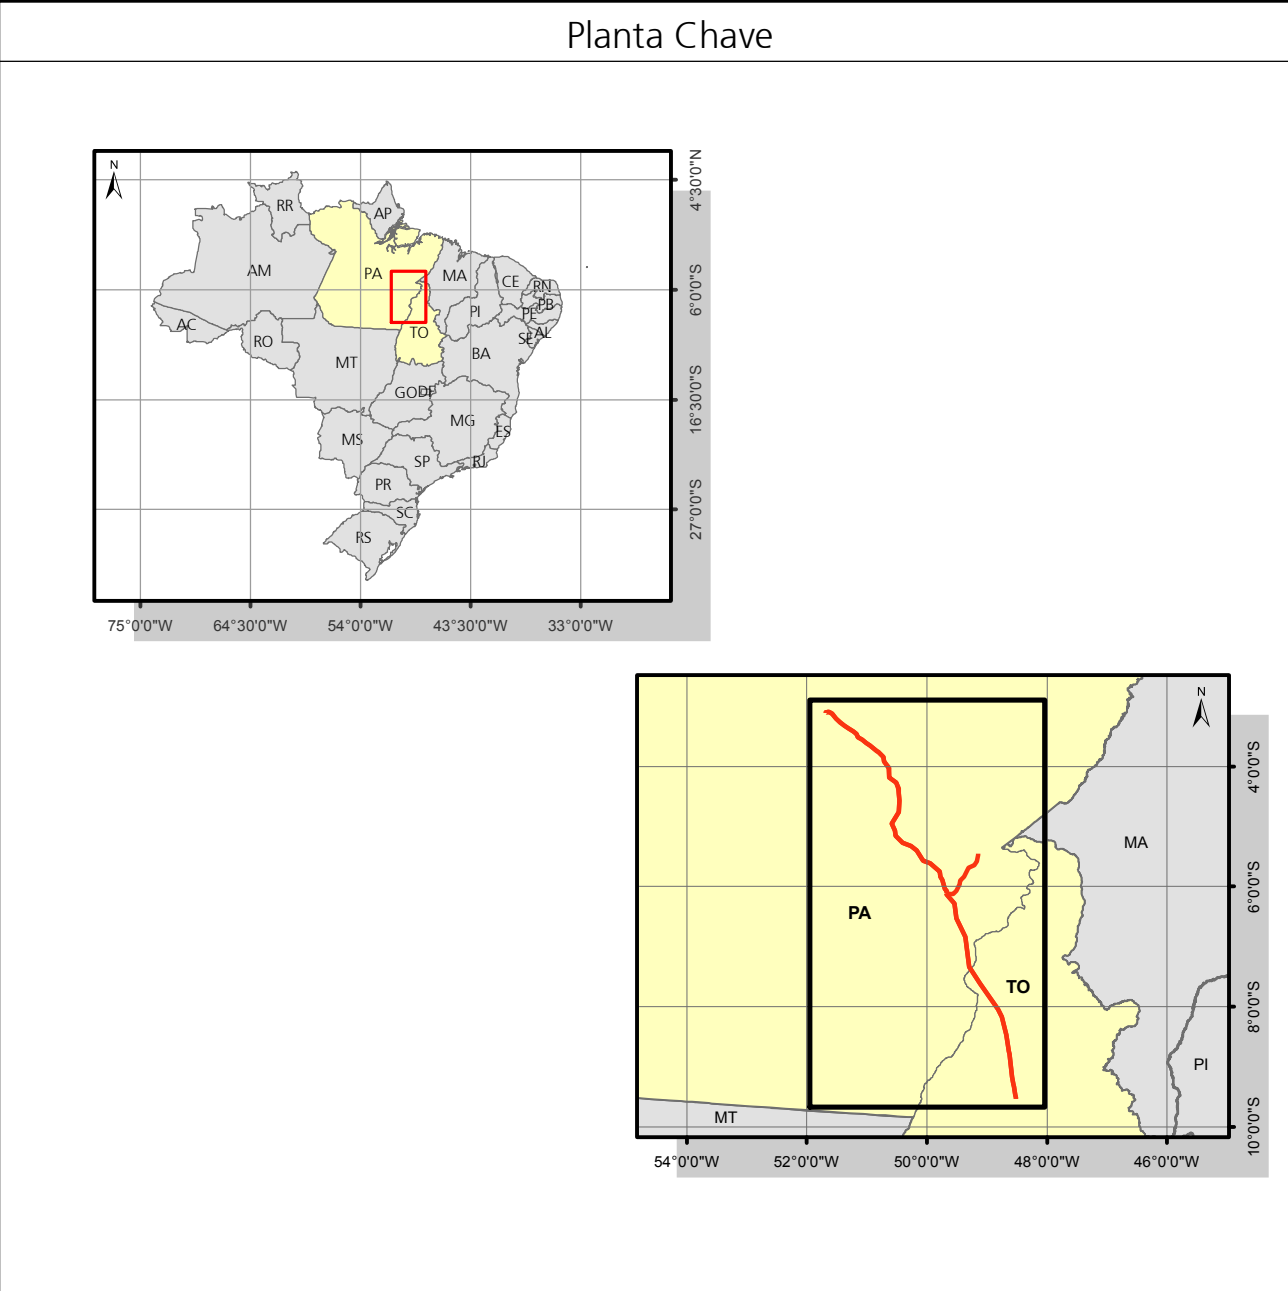 Planta Chave
N
4°30'0"N
RR
AP
AM
PA
MA
CE
RN
6°0'0"S
PB
PI
PE
AC
TO
AL
SE
RO
BA
MT
GO
DF
16°30'0"S
MG
ES
MS
SP
RJ
PR
27°0'0"S
SC
RS
75°0'0"W 64°30'0"W 54°0'0"W 43°30'0"W 33°0'0"W
N
4°0'0"S
MA
6°0'0"S
PA
TO
8°0'0"S
PI
MT
10°0'0"S
54°0'0"W 52°0'0"W 50°0'0"W 48°0'0"W 46°0'0"W